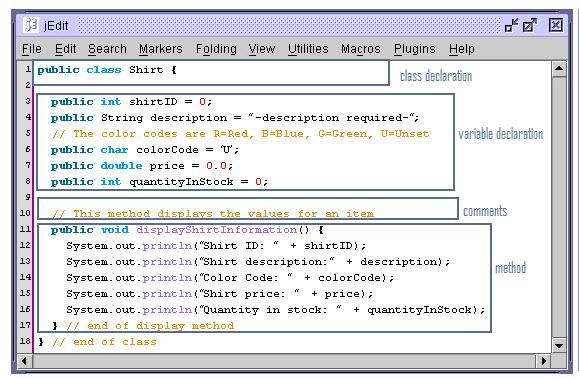 jEdit
File Edit Search Markers Folding View Utilities Macros Plugins Help
1 public class Shirt {
class declaration
2
3 public int shirtID = 0;
4 public String description = "-description required-";
5 // The color codes are R=Red, B=Blue, G=Green, U=Unset
variable declaration
6 public char colorCode = 'U';
7 public double price = 0.0;
8 public int quantityInStock = 0;
9
10 // This method displays the values for an item
comments
11 public void displayShirtInformation() {
12 System.out.println("Shirt ID: " + shirtID);
13 System.out.println("Shirt description:" + description);
method
14 System.out.println("Color Code: " + colorCode);
15 System.out.println("Shirt price: " + price);
16 System.out.println("Quantity in stock: " + quantityInStock);
17 } // end of display method
18 } // end of class